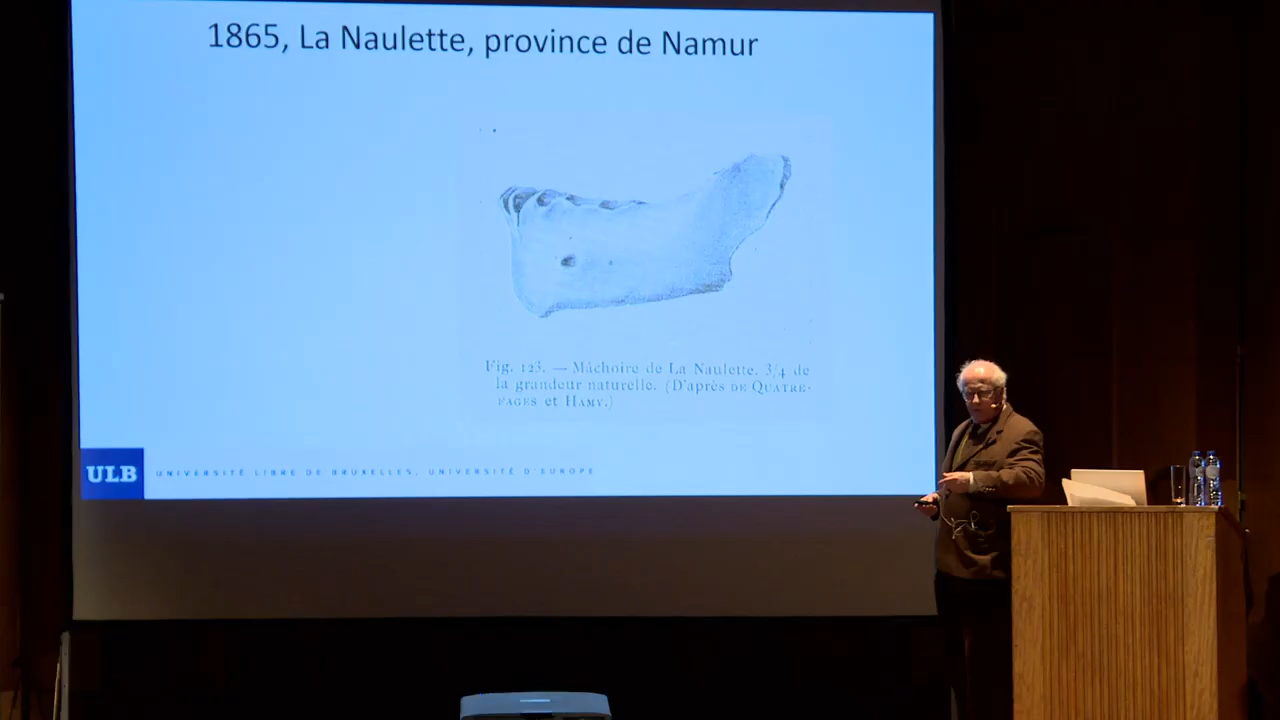 1865, La Naulette, province de Namur
Fig. 123. — Mâchoire de La Naulette, 3/4 de
la grandeur naturelle. (D'après DE QUATRE-
FAGES et HAMY.)
ULB
UNIVERSITÉ LIBRE DE BRUXELLES, UNIVERSITÉ D'EUROPE